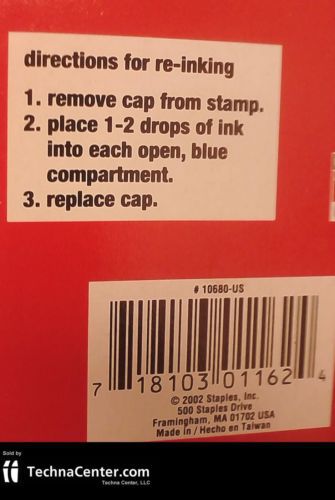 directions for re-inking
1. remove cap from stamp.
2. place 1-2 drops of ink
into each open, blue
compartment.
3. replace cap.
# 10680-US
7 18103 01162 4
© 2002 Staples, Inc.
500 Staples Drive
Framingham, MA 01702 USA
Made in / Hecho en Taiwan
Sold by
TechnaCenter.com
Techna Center, LLC